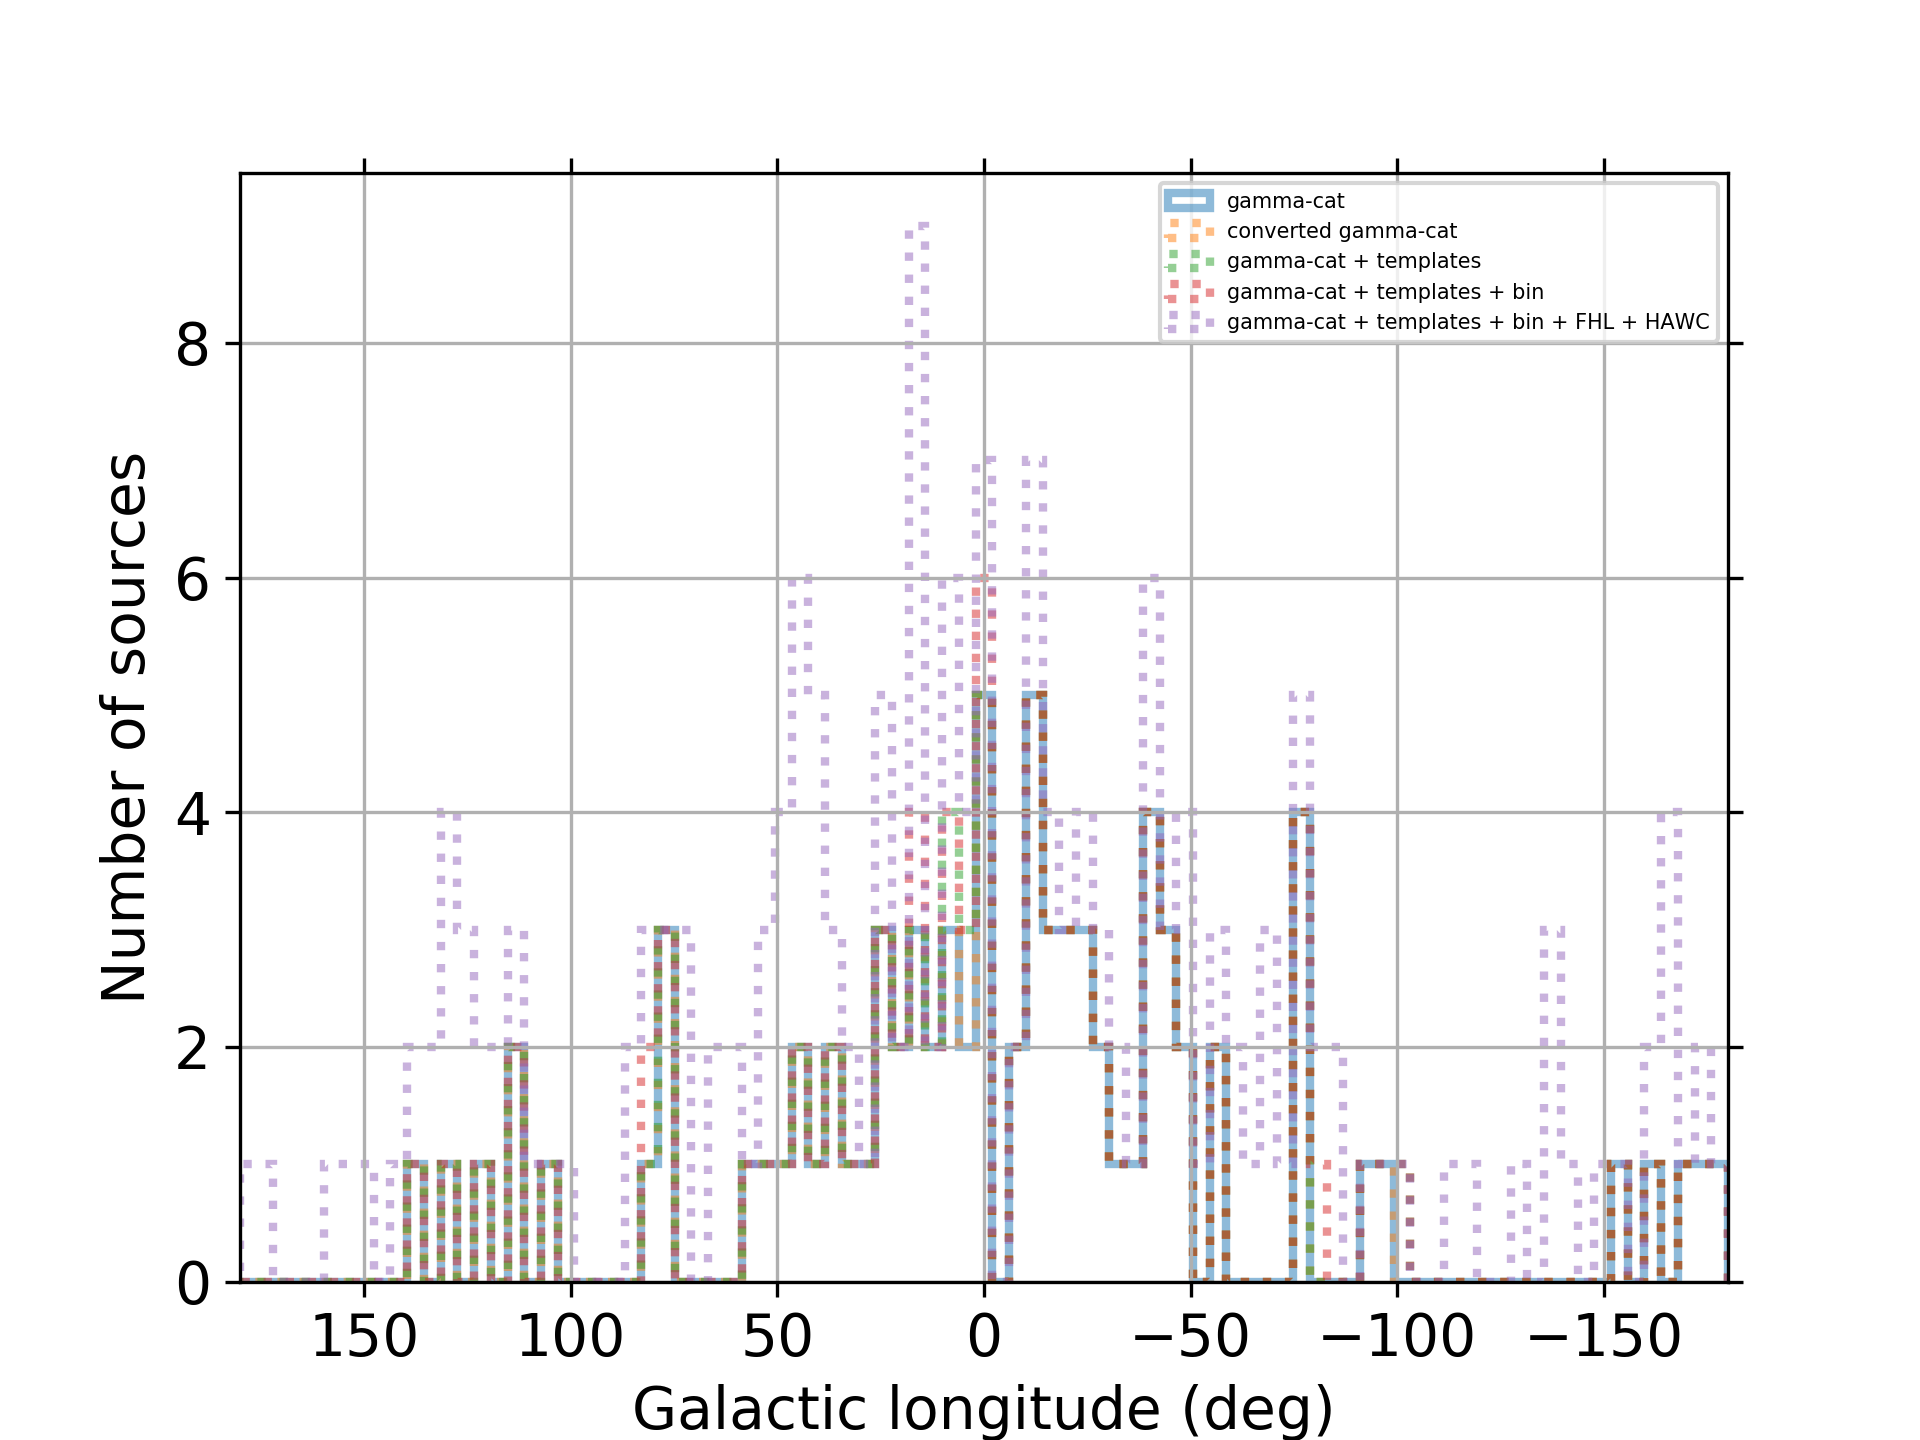 gamma-cat
converted gamma-cat
gamma-cat + templates
gamma-cat + templates + bin
gamma-cat + templates + bin + FHL + HAWC
Number of sources
8
6
4
2
0
150 100 50 0 −50 −100 −150
Galactic longitude (deg)